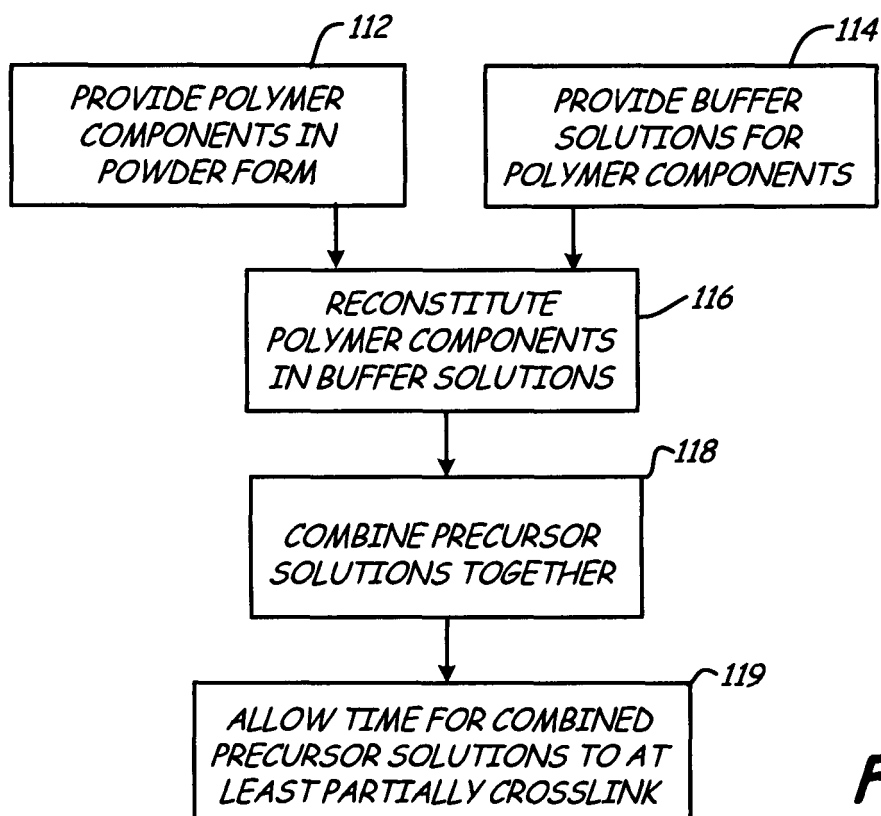 112
PROVIDE POLYMER
COMPONENTS IN
POWDER FORM
114
PROVIDE BUFFER
SOLUTIONS FOR
POLYMER COMPONENTS
116
RECONSTITUTE
POLYMER COMPONENTS
IN BUFFER SOLUTIONS
118
COMBINE PRECURSOR
SOLUTIONS TOGETHER
119
ALLOW TIME FOR COMBINED
PRECURSOR SOLUTIONS TO AT
LEAST PARTIALLY CROSSLINK
F